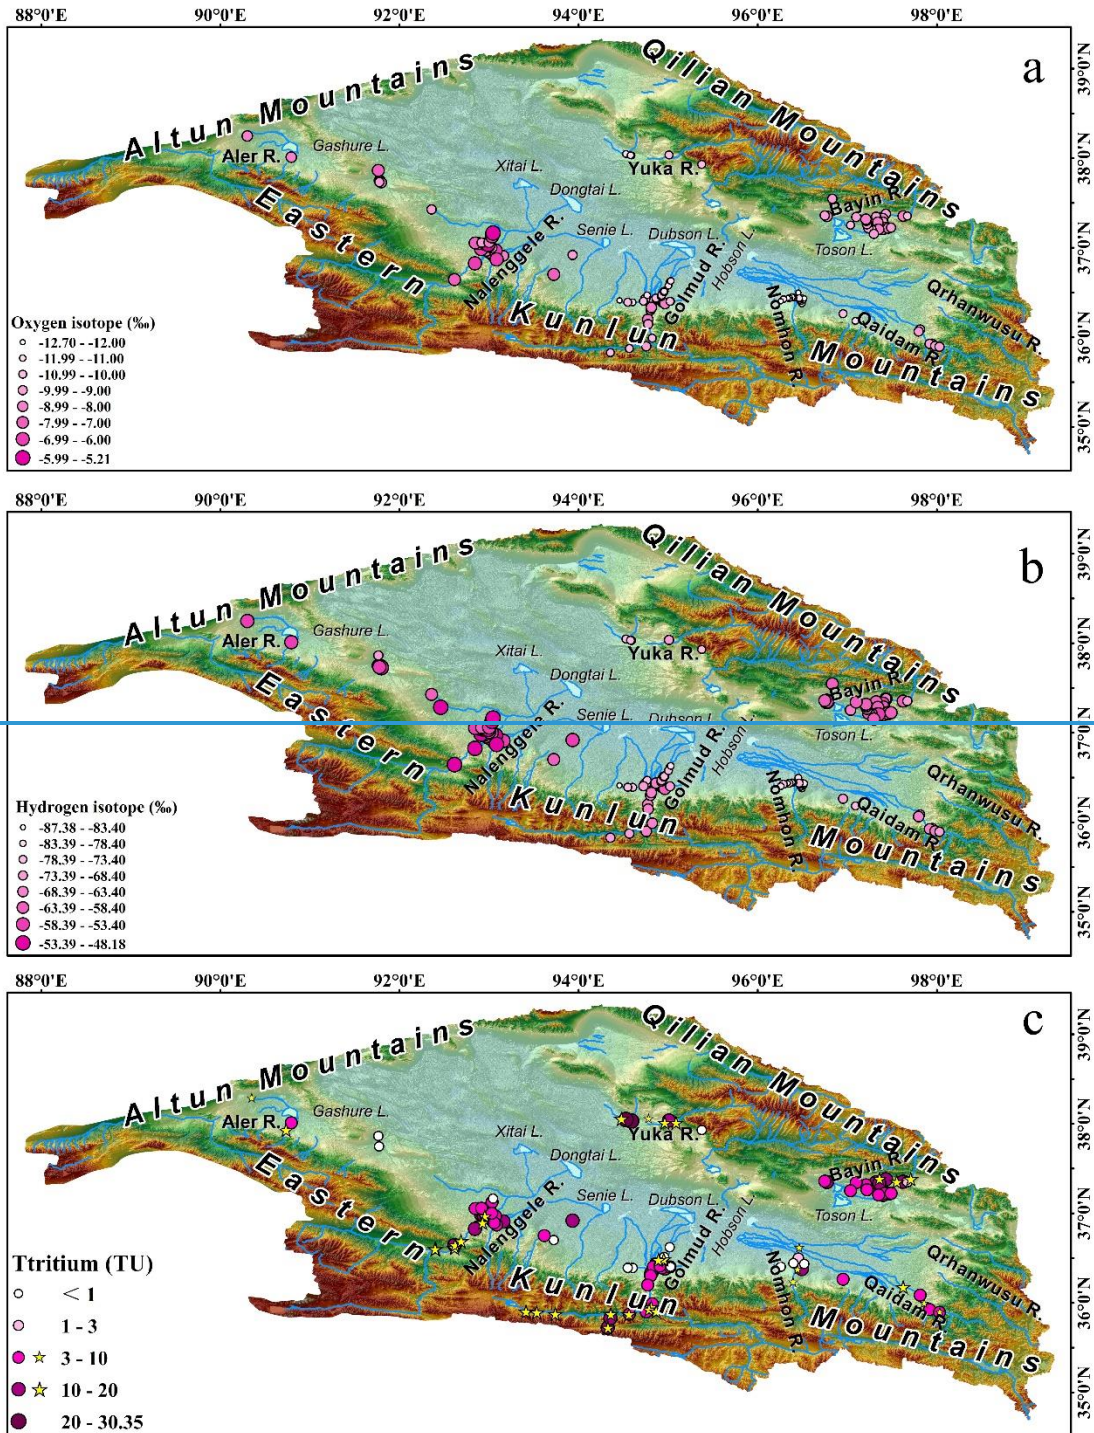 88°0'E 90°0'E 92°0'E 94°0'E 96°0'E 98°0'E
a
39°0'N
38°0'N
37°0'N
36°0'N
35°0'N
Altun Mountains
Qilian Mountains
Eastern Kunlun Mountains
Aler R.
Gashure L.
Xitai L.
Dongtai L.
Yuka R.
Bayin R.
Toson L.
Senie L.
Dubson L.
Hobson L.
Nalenggele R.
Golmud R.
Nomhon R.
Qaidam R.
Qrhanwusu R.
Oxygen isotope (‰)
-12.70 - -12.00
-11.99 - -11.00
-10.99 - -10.00
-9.99 - -9.00
-8.99 - -8.00
-7.99 - -7.00
-6.99 - -6.00
-5.99 - -5.21
88°0'E 90°0'E 92°0'E 94°0'E 96°0'E 98°0'E
b
39°0'N
38°0'N
37°0'N
36°0'N
35°0'N
Altun Mountains
Qilian Mountains
Eastern Kunlun Mountains
Aler R.
Gashure L.
Xitai L.
Dongtai L.
Yuka R.
Bayin R.
Toson L.
Senie L.
Dubson L.
Hobson L.
Nalenggele R.
Golmud R.
Nomhon R.
Qaidam R.
Qrhanwusu R.
Hydrogen isotope (‰)
-87.38 - -83.40
-83.39 - -78.40
-78.39 - -73.40
-73.39 - -68.40
-68.39 - -63.40
-63.39 - -58.40
-58.39 - -53.40
-53.39 - -48.18
88°0'E 90°0'E 92°0'E 94°0'E 96°0'E 98°0'E
c
39°0'N
38°0'N
37°0'N
36°0'N
35°0'N
Altun Mountains
Qilian Mountains
Eastern Kunlun Mountains
Aler R.
Gashure L.
Xitai L.
Dongtai L.
Yuka R.
Bayin R.
Toson L.
Senie L.
Dubson L.
Hobson L.
Nalenggele R.
Golmud R.
Nomhon R.
Qaidam R.
Qrhanwusu R.
Ttritium (TU)
< 1
1 - 3
3 - 10
10 - 20
20 - 30.35